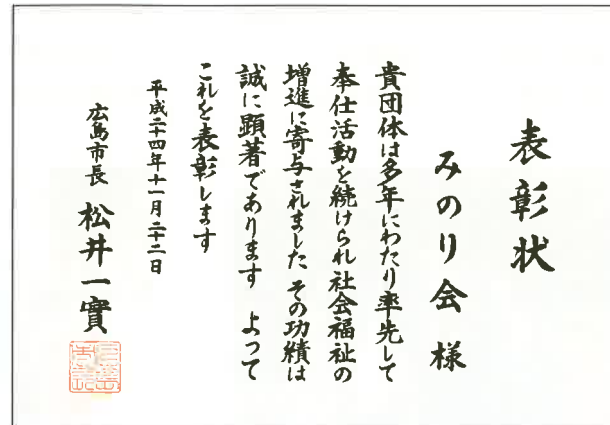 表彰状
みのり会 様
貴団体は多年にわたり率先して
奉仕活動を続けられ社会福祉の
増進に寄与されました その功績は
誠に顕著であります よって
これを表彰します
平成二十四年十一月二十二日
広島市長 松井一實